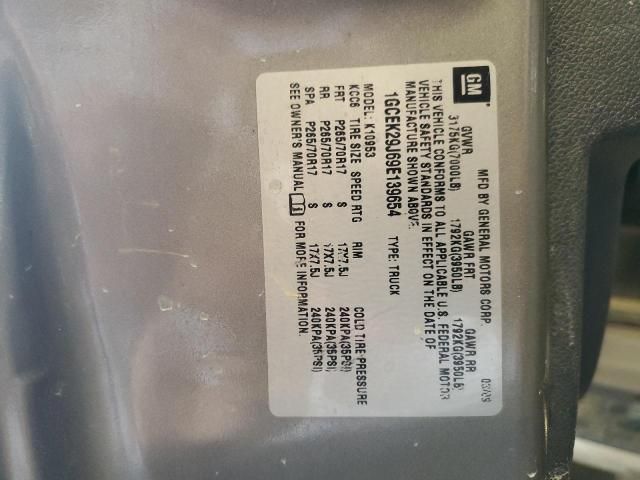 GM
MFD BY GENERAL MOTORS CORP. 03/09
GVWR GAWR FRT GAWR RR
3175KG(7000LB) 1792KG(3950LB) 1792KG(3950LB)
THIS VEHICLE CONFORMS TO ALL APPLICABLE U.S. FEDERAL MOTOR
VEHICLE SAFETY STANDARDS IN EFFECT ON THE DATE OF
MANUFACTURE SHOWN ABOVE.
1GCEK29J69E139654 TYPE: TRUCK
MODEL: K10953
KCC6 TIRE SIZE SPEED RTG RIM COLD TIRE PRESSURE
FRT P265/70R17 S 17X7.5J 240KPA(35PSI)
RR P265/70R17 S 17X7.5J 240KPA(35PSI)
SPA P265/70R17 S 17X7.5J 240KPA(35PSI)
SEE OWNER'S MANUAL FOR MORE INFORMATION.